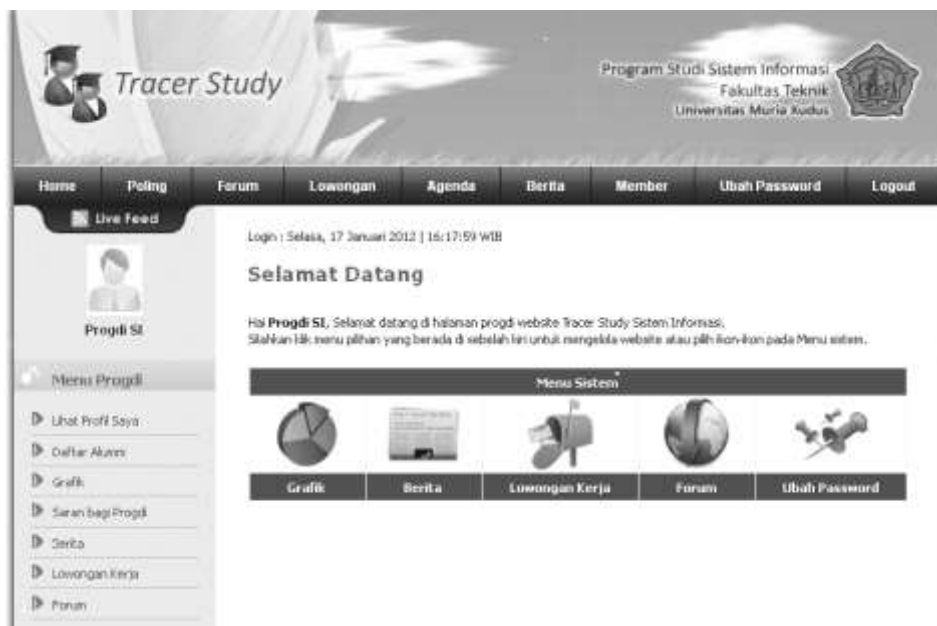 Tracer Study
Program Studi Sistem Informasi
Fakultas Teknik
Universitas Muria Kudus
Home Poling Forum Lowongan Agenda Berita Member Ubah Password Logout
Live Feed
Progdi SI
Menu Progdi
Lihat Profil Saya
Daftar Alumni
Grafik
Saran bagi Progdi
Berita
Lowongan Kerja
Forum
Login : Selasa, 17 Januari 2012 | 16:17:59 WIB
Selamat Datang
Hai Progdi SI, Selamat datang di halaman progdi website Tracer Study Sistem Informasi.
Silahkan klik menu pilihan yang berada di sebelah kiri untuk mengelola website atau pilih ikon-ikon pada Menu sistem.
Menu Sistem
Grafik Berita Lowongan Kerja Forum Ubah Password